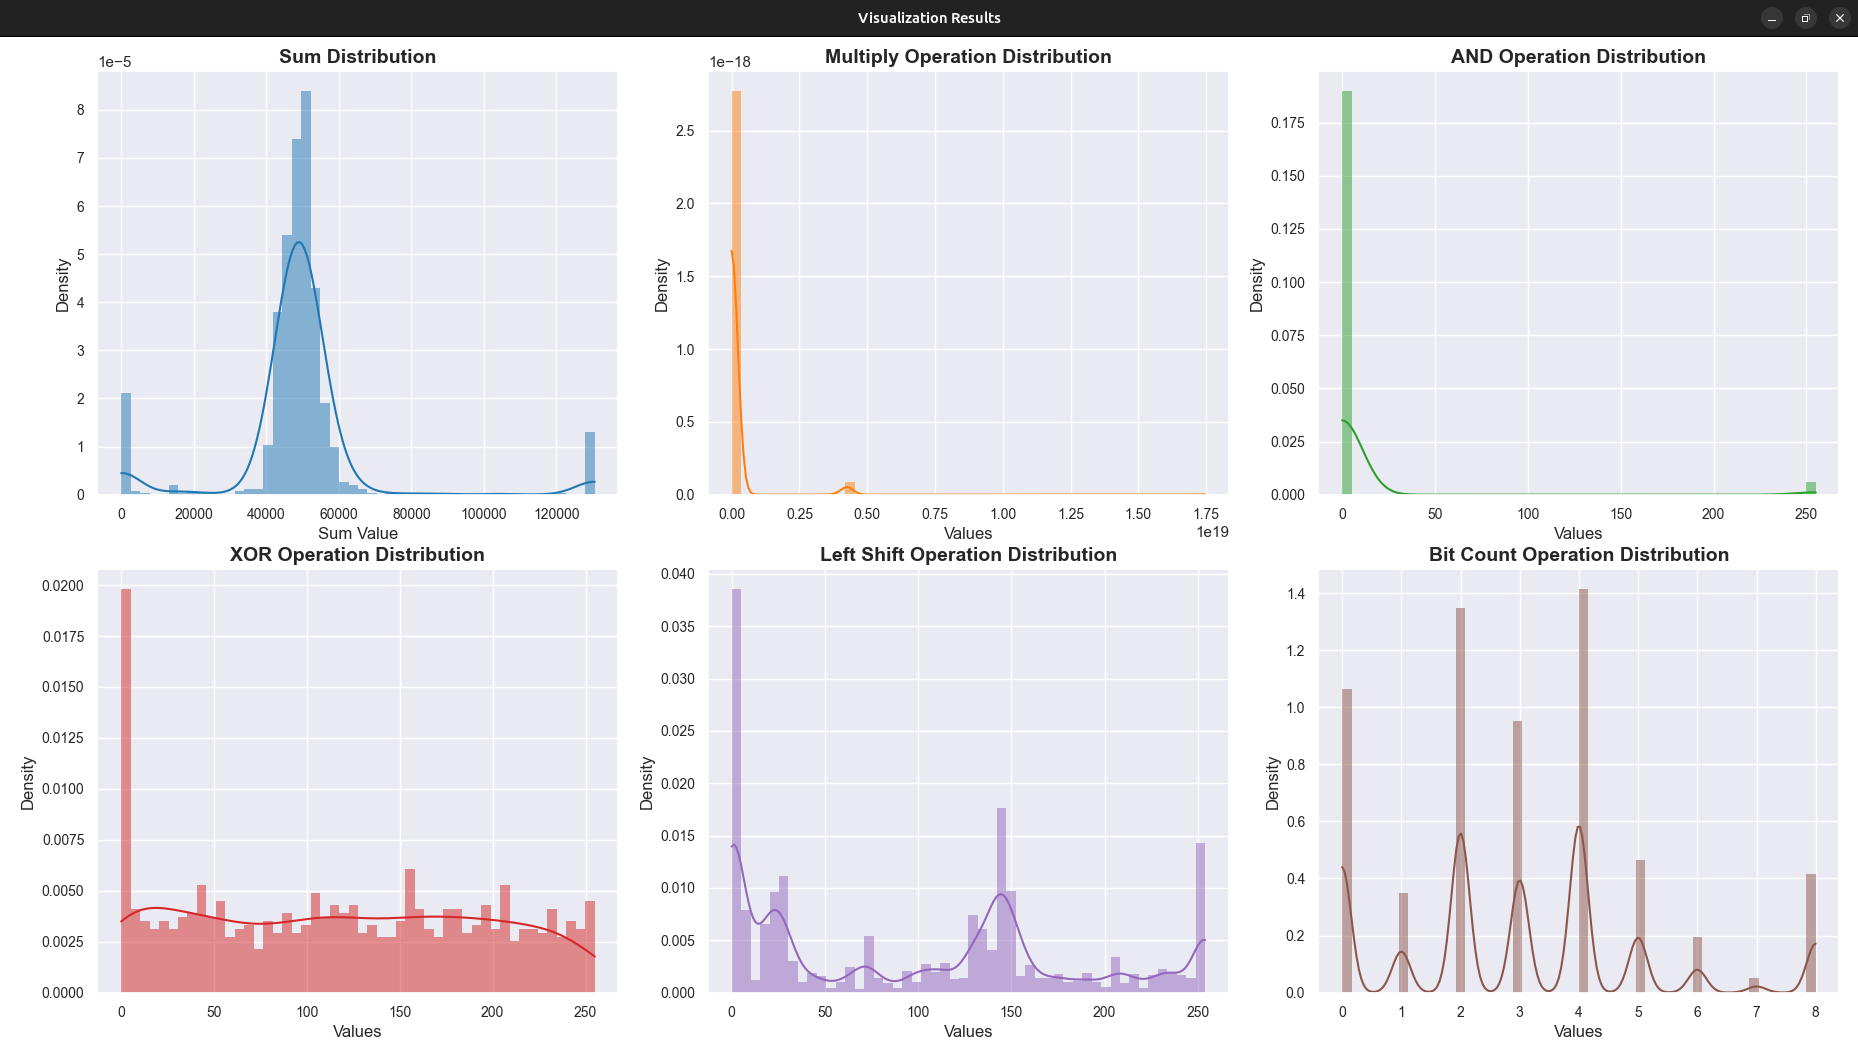 Visualization Results
Sum Distribution
1e−5
Density
8
7
6
5
4
3
2
1
0
0 20000 40000 60000 80000 100000 120000
Sum Value
Multiply Operation Distribution
1e−18
Density
2.5
2.0
1.5
1.0
0.5
0.0
0.00 0.25 0.50 0.75 1.00 1.25 1.50 1.75
Values
1e19
AND Operation Distribution
Density
0.175
0.150
0.125
0.100
0.075
0.050
0.025
0.000
0 50 100 150 200 250
Values
XOR Operation Distribution
Density
0.0200
0.0175
0.0150
0.0125
0.0100
0.0075
0.0050
0.0025
0.0000
0 50 100 150 200 250
Values
Left Shift Operation Distribution
Density
0.040
0.035
0.030
0.025
0.020
0.015
0.010
0.005
0.000
0 50 100 150 200 250
Values
Bit Count Operation Distribution
Density
1.4
1.2
1.0
0.8
0.6
0.4
0.2
0.0
0 1 2 3 4 5 6 7 8
Values